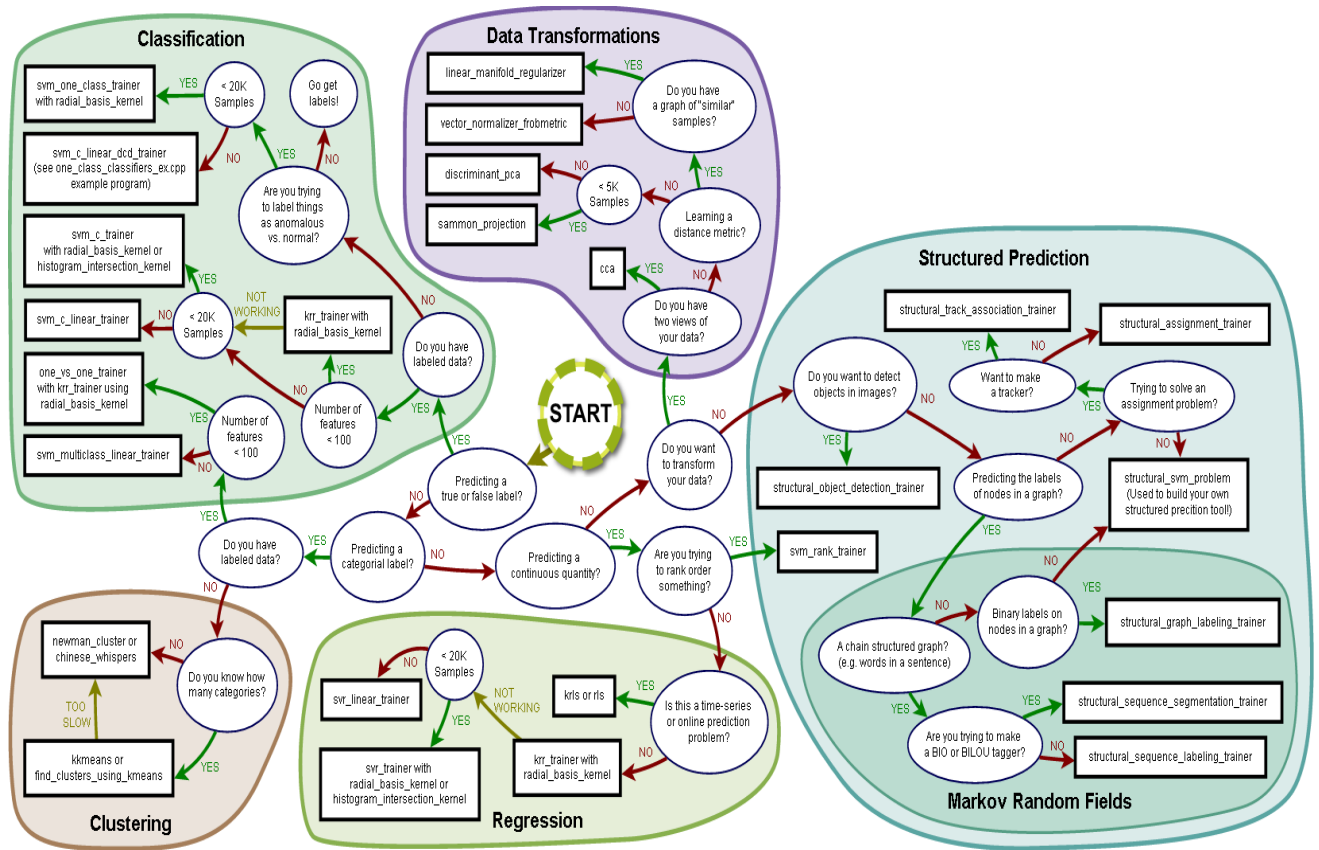 Classification
svm_one_class_trainer
with radial_basis_kernel
YES
< 20K
Samples
Go get
labels!
NO
YES
NO
svm_c_linear_dcd_trainer
(see one_class_classifiers_ex.cpp
example program)
Are you trying
to label things
as anomalous
vs. normal?
svm_c_trainer
with radial_basis_kernel or
histogram_intersection_kernel
YES
NO
svm_c_linear_trainer
NO
< 20K
Samples
NOT
WORKING
krr_trainer with
radial_basis_kernel
Do you have
labeled data?
one_vs_one_trainer
with krr_trainer using
radial_basis_kernel
YES
NO
YES
YES
Number of
features
< 100
Number of
features
< 100
svm_multiclass_linear_trainer
NO
YES
YES
Data Transformations
linear_manifold_regularizer
YES
Do you have
a graph of "similar"
samples?
NO
vector_normalizer_frobmetric
YES
discriminant_pca
NO
< 5K
Samples
NO
Learning a
distance metric?
sammon_projection
YES
cca
YES
NO
Do you have
two views of
your data?
YES
START
Predicting a
true or false label?
NO
Do you want
to transform
your data?
NO
Do you have
labeled data?
YES
Predicting a
categorial label?
NO
Predicting a
continuous quantity?
NO
YES
Are you trying
to rank order
something?
YES
svm_rank_trainer
NO
NO
Structured Prediction
structural_track_association_trainer
structural_assignment_trainer
YES
NO
Do you want to detect
objects in images?
Want to make
a tracker?
YES
Trying to solve an
assignment problem?
NO
YES
NO
NO
structural_object_detection_trainer
Predicting the labels
of nodes in a graph?
structural_svm_problem
(Used to build your own
structured precition tool!)
YES
NO
A chain structured graph?
(e.g. words in a sentence)
NO
Binary labels on
nodes in a graph?
YES
structural_graph_labeling_trainer
YES
Are you trying to make
a BIO or BILOU tagger?
YES
structural_sequence_segmentation_trainer
NO
structural_sequence_labeling_trainer
Markov Random Fields
newman_cluster or
chinese_whispers
NO
Do you know how
many categories?
TOO
SLOW
YES
kkmeans or
find_clusters_using_kmeans
Clustering
< 20K
Samples
NO
svr_linear_trainer
YES
NOT
WORKING
krls or rls
YES
Is this a time-series
or online prediction
problem?
NO
krr_trainer with
radial_basis_kernel
svr_trainer with
radial_basis_kernel or
histogram_intersection_kernel
Regression